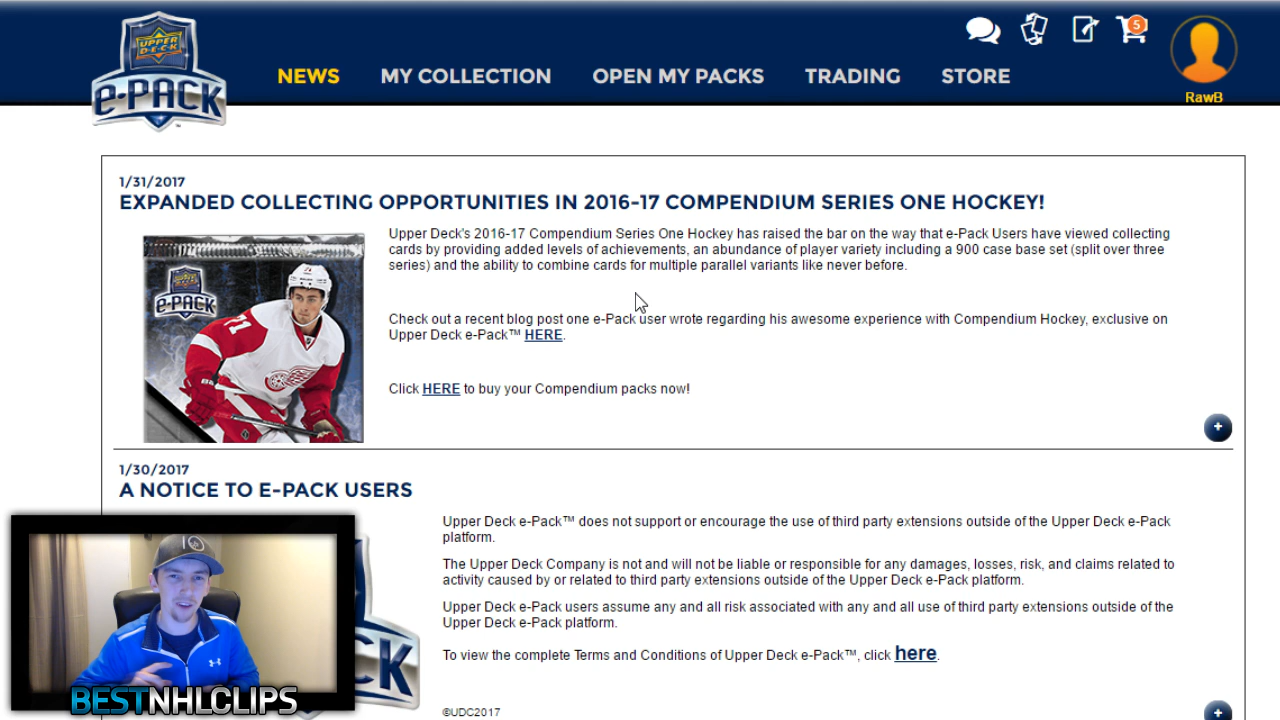 UPPER
DECK
e-PACK
NEWS MY COLLECTION OPEN MY PACKS TRADING STORE
5
RawB
1/31/2017
EXPANDED COLLECTING OPPORTUNITIES IN 2016-17 COMPENDIUM SERIES ONE HOCKEY!
e-PACK
71
Upper Deck's 2016-17 Compendium Series One Hockey has raised the bar on the way that e-Pack Users have viewed collecting
cards by providing added levels of achievements, an abundance of player variety including a 900 case base set (split over three
series) and the ability to combine cards for multiple parallel variants like never before.
Check out a recent blog post one e-Pack user wrote regarding his awesome experience with Compendium Hockey, exclusive on
Upper Deck e-Pack™ HERE.
Click HERE to buy your Compendium packs now!
1/30/2017
A NOTICE TO E-PACK USERS
Upper Deck e-Pack™ does not support or encourage the use of third party extensions outside of the Upper Deck e-Pack
platform.
The Upper Deck Company is not and will not be liable or responsible for any damages, losses, risk, and claims related to
activity caused by or related to third party extensions outside of the Upper Deck e-Pack platform.
Upper Deck e-Pack users assume any and all risk associated with any and all use of third party extensions outside of the
Upper Deck e-Pack platform.
To view the complete Terms and Conditions of Upper Deck e-Pack™, click here.
CK
BESTNHLCLIPS
©UDC2017